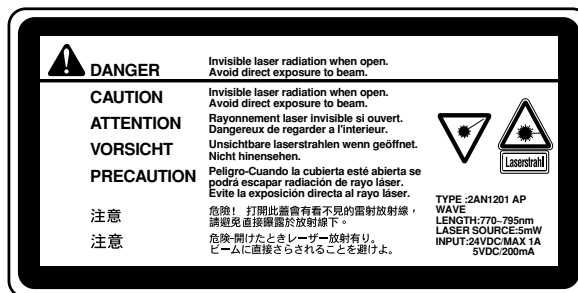 DANGER
Invisible laser radiation when open.
Avoid direct exposure to beam.
CAUTION
Invisible laser radiation when open.
Avoid direct exposure to beam.
ATTENTION
Rayonnement laser invisible si ouvert.
Dangereux de regarder a l'interieur.
VORSICHT
Unsichtbare laserstrahlen wenn geöffnet.
Nicht hinensehen.
PRECAUTION
Peligro-Cuando la cubierta esté abierta se
podrá escapar radiación de rayo láser.
Evite la exposición directa al rayo láser.
注意
危險! 打開此蓋會有看不見的雷射放射線，
請避免直接曝露於放射線下。
注意
危険-開けたときレーザー放射有り。
ビームに直接さらされることを避けよ。
Laserstrahl
TYPE :2AN1201 AP
WAVE
LENGTH:770~795nm
LASER SOURCE:5mW
INPUT:24VDC/MAX 1A
5VDC/200mA